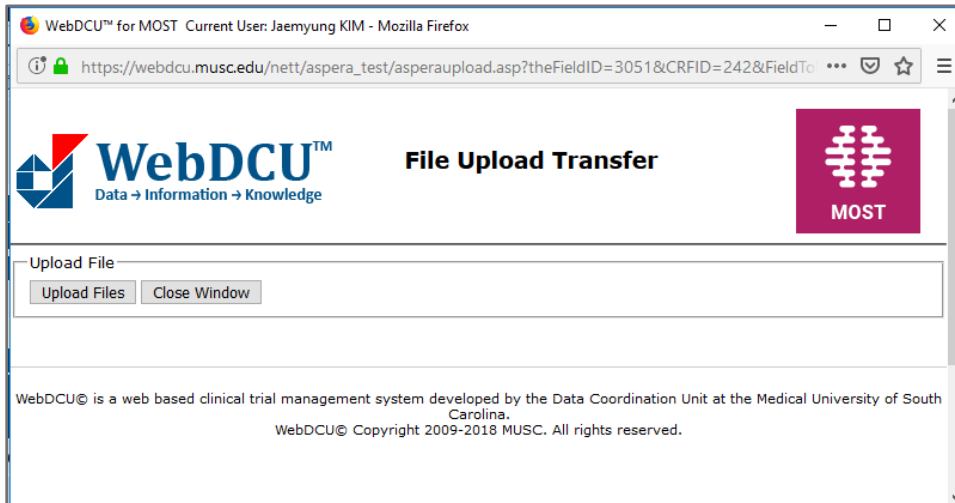 WebDCU™ for MOST Current User: Jaemyung KIM - Mozilla Firefox
https://webdcu.musc.edu/nett/aspera_test/asperaupload.asp?theFieldID=3051&CRFID=242&FieldTo
WebDCU™
Data → Information → Knowledge
File Upload Transfer
MOST
Upload File
Upload Files Close Window
WebDCU© is a web based clinical trial management system developed by the Data Coordination Unit at the Medical University of South
Carolina.
WebDCU© Copyright 2009-2018 MUSC. All rights reserved.